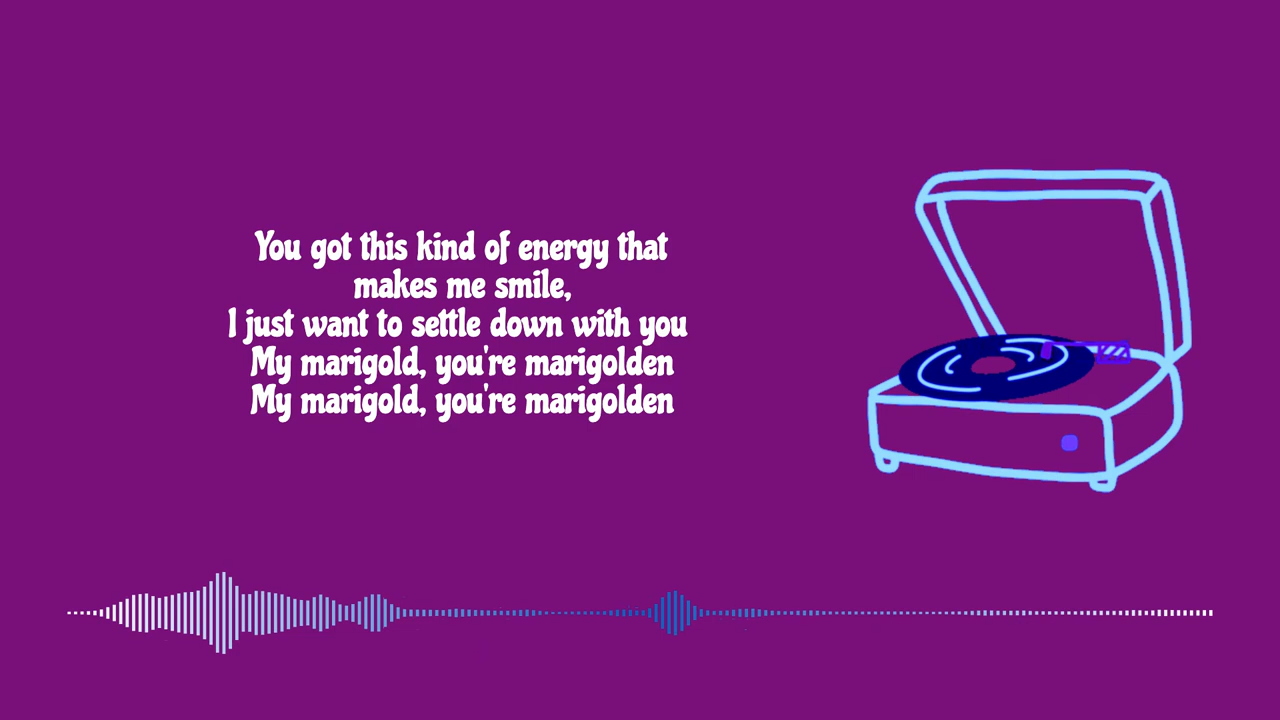 You got this kind of energy that
makes me smile,
I just want to settle down with you
My marigold, you're marigolden
My marigold, you're marigolden